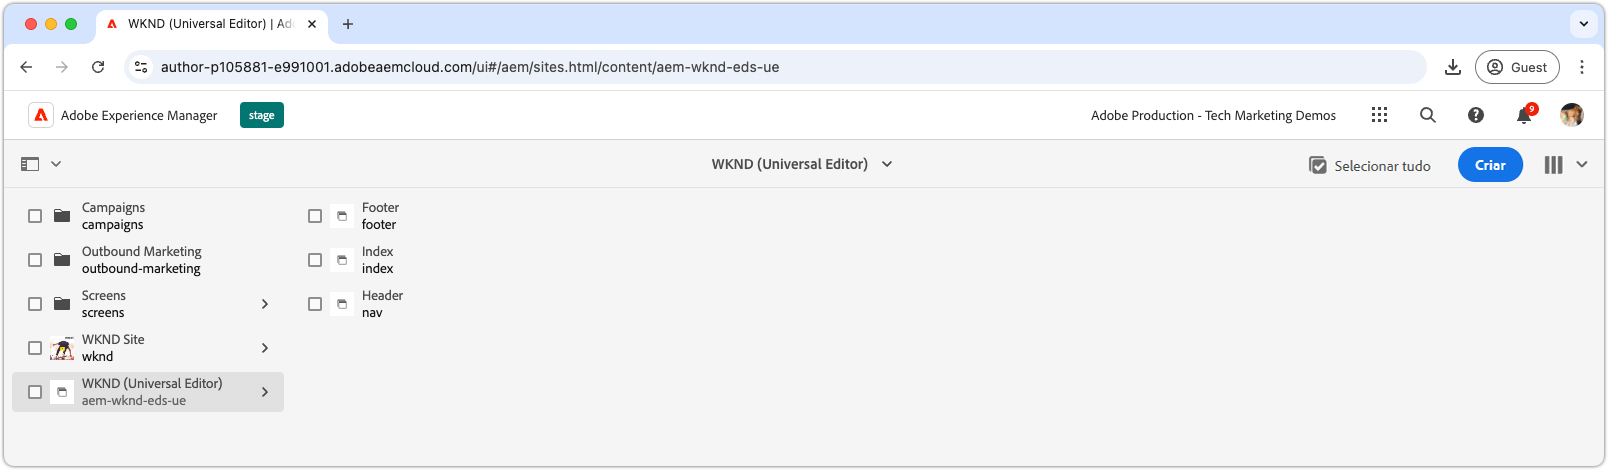 WKND (Universal Editor) | Ad
author-p105881-e991001.adobeaemcloud.com/ui#/aem/sites.html/content/aem-wknd-eds-ue
Guest
Adobe Experience Manager
stage
Adobe Production - Tech Marketing Demos
9
WKND (Universal Editor)
Selecionar tudo
Criar
Campaigns
campaigns
Outbound Marketing
outbound-marketing
Screens
screens
WKND Site
wknd
WKND (Universal Editor)
aem-wknd-eds-ue
Footer
footer
Index
index
Header
nav